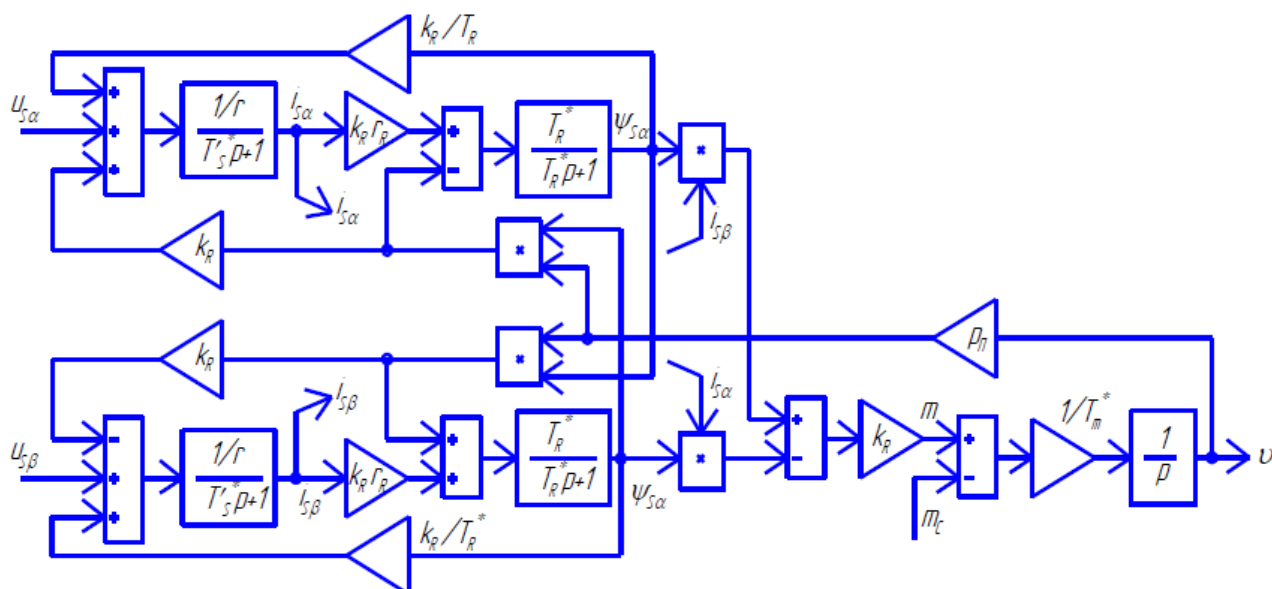 k_R/T_R
u_Sα
+
+
+
1/r
T'_S*p+1
i_Sα
i_Sα
k_R r_R
+
-
T_R*
T_R*p+1
ψ_Sα
×
i_Sβ
k_R
×
k_R
×
p_П
i_Sβ
i_Sα
u_Sβ
-
+
+
1/r
T'_S*p+1
i_Sβ
k_R r_R
+
+
T_R*
T_R*p+1
ψ_Sα
×
+
-
k_R
m
+
-
m_c
1/T_m*
1
p
υ
k_R/T_R*